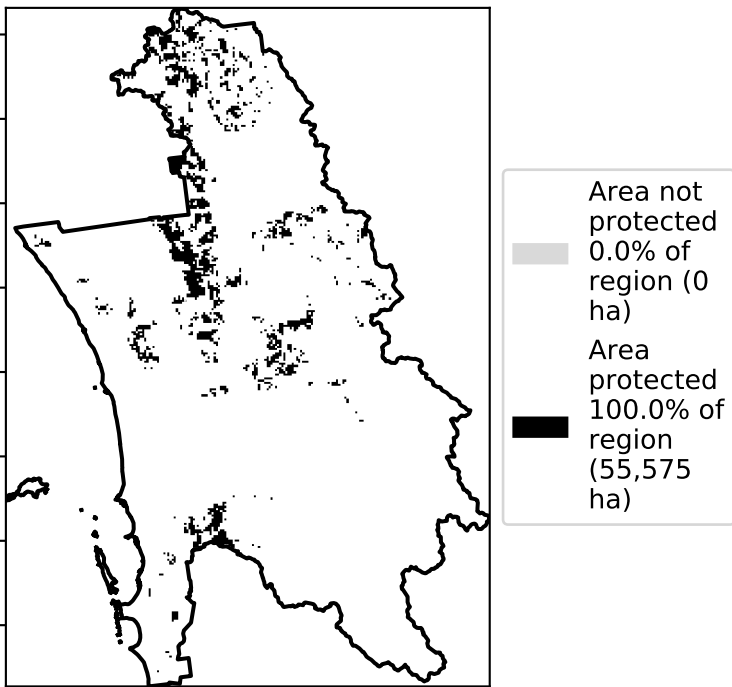 Area not
protected
0.0% of
region (0
ha)
Area
protected
100.0% of
region
(55,575
ha)